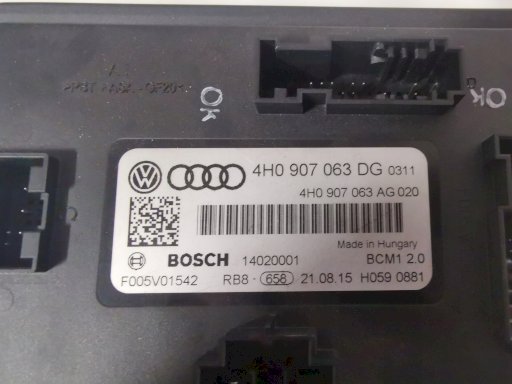 OK
OK
4H0 907 063 DG 0311
4H0 907 063 AG 020
Made in Hungary
BOSCH 14020001 BCM1 2.0
F005V01542 RB8- 658 21.08.15 H059 0881